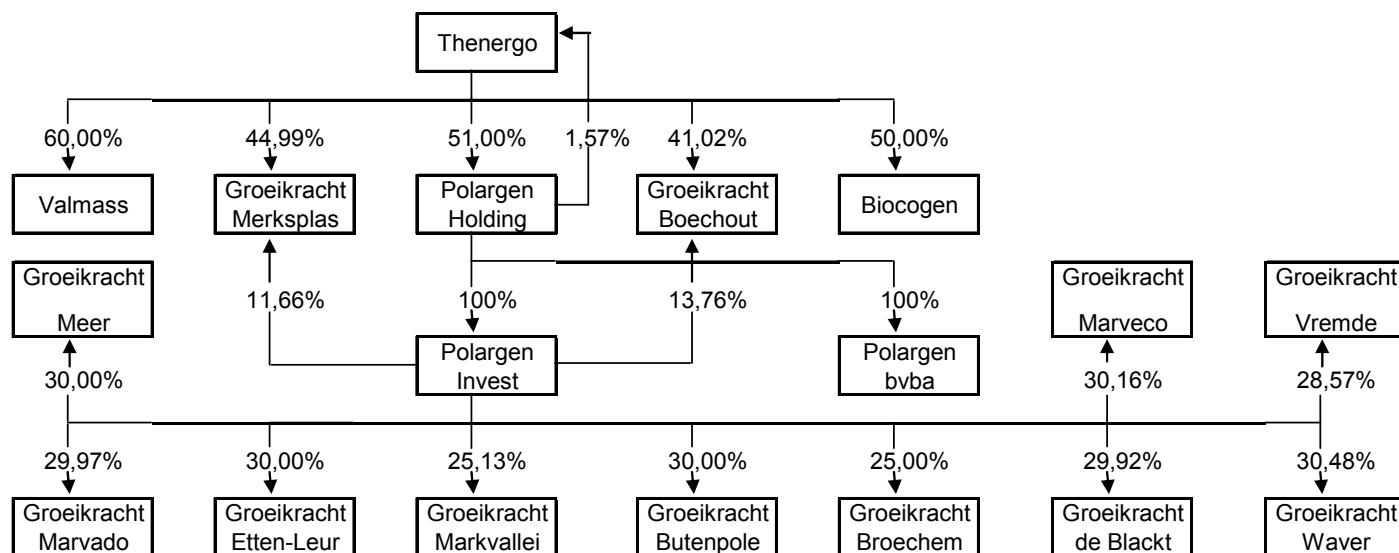 Thenergo
60,00%
44,99%
51,00%
1,57%
41,02%
50,00%
Valmass
Groeikracht
Merksplas
Polargen
Holding
Groeikracht
Boechout
Biocogen
Groeikracht
Meer
11,66%
100%
13,76%
100%
Groeikracht
Marveco
Groeikracht
Vremde
Polargen
Invest
Polargen
bvba
30,00%
30,16%
28,57%
29,97%
30,00%
25,13%
30,00%
25,00%
29,92%
30,48%
Groeikracht
Marvado
Groeikracht
Etten-Leur
Groeikracht
Markvallei
Groeikracht
Butenpole
Groeikracht
Broechem
Groeikracht
de Blackt
Groeikracht
Waver